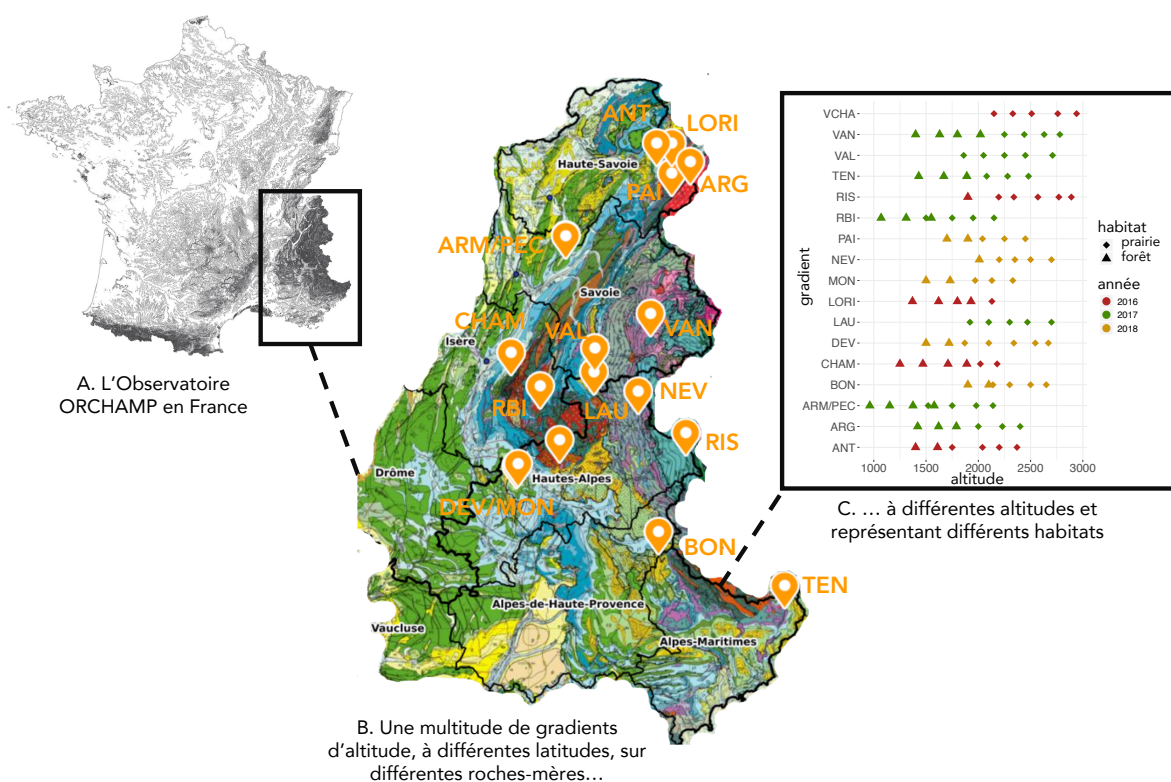 A. L'Observatoire
ORCHAMP en France
ANT
LORI
Haute-Savoie
PAI
ARG
ARM/PEC
Savoie
CHAM
VAL
VAN
Isère
RBI
LAU
NEV
RIS
Drôme
Hautes-Alpes
DEV/MON
BON
TEN
Alpes-de-Haute-Provence
Vaucluse
Alpes-Maritimes
B. Une multitude de gradients
d'altitude, à différentes latitudes, sur
différentes roches-mères...
gradient
VCHA
VAN
VAL
TEN
RIS
RBI
PAI
NEV
MON
LORI
LAU
DEV
CHAM
BON
ARM/PEC
ARG
ANT
1000 1500 2000 2500 3000
altitude
habitat
prairie
forêt
année
2016
2017
2018
C. ... à différentes altitudes et
représentant différents habitats